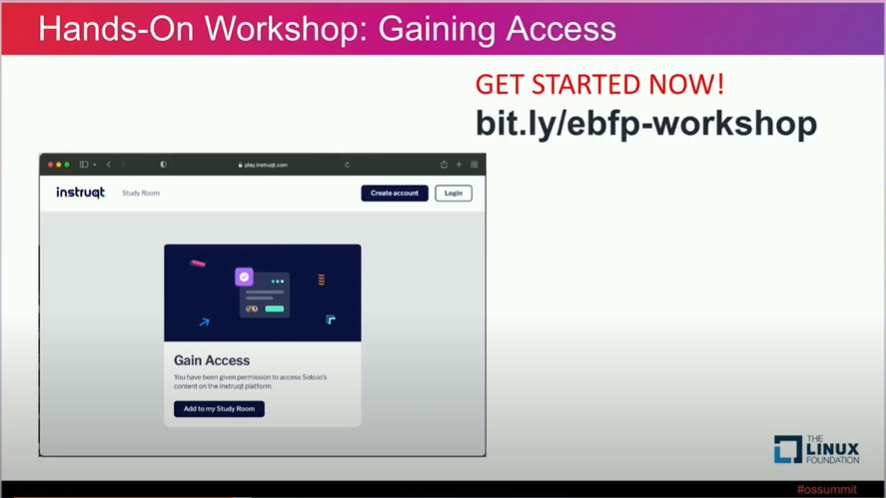 Hands-On Workshop: Gaining Access
GET STARTED NOW!
bit.ly/ebfp-workshop
play.instruqt.com
instruqt
Study Room
Create account
Login
Gain Access
You have been given permission to access Solo.io's
content on the Instruqt platform.
Add to my Study Room
THE
LINUX
FOUNDATION
#ossummit